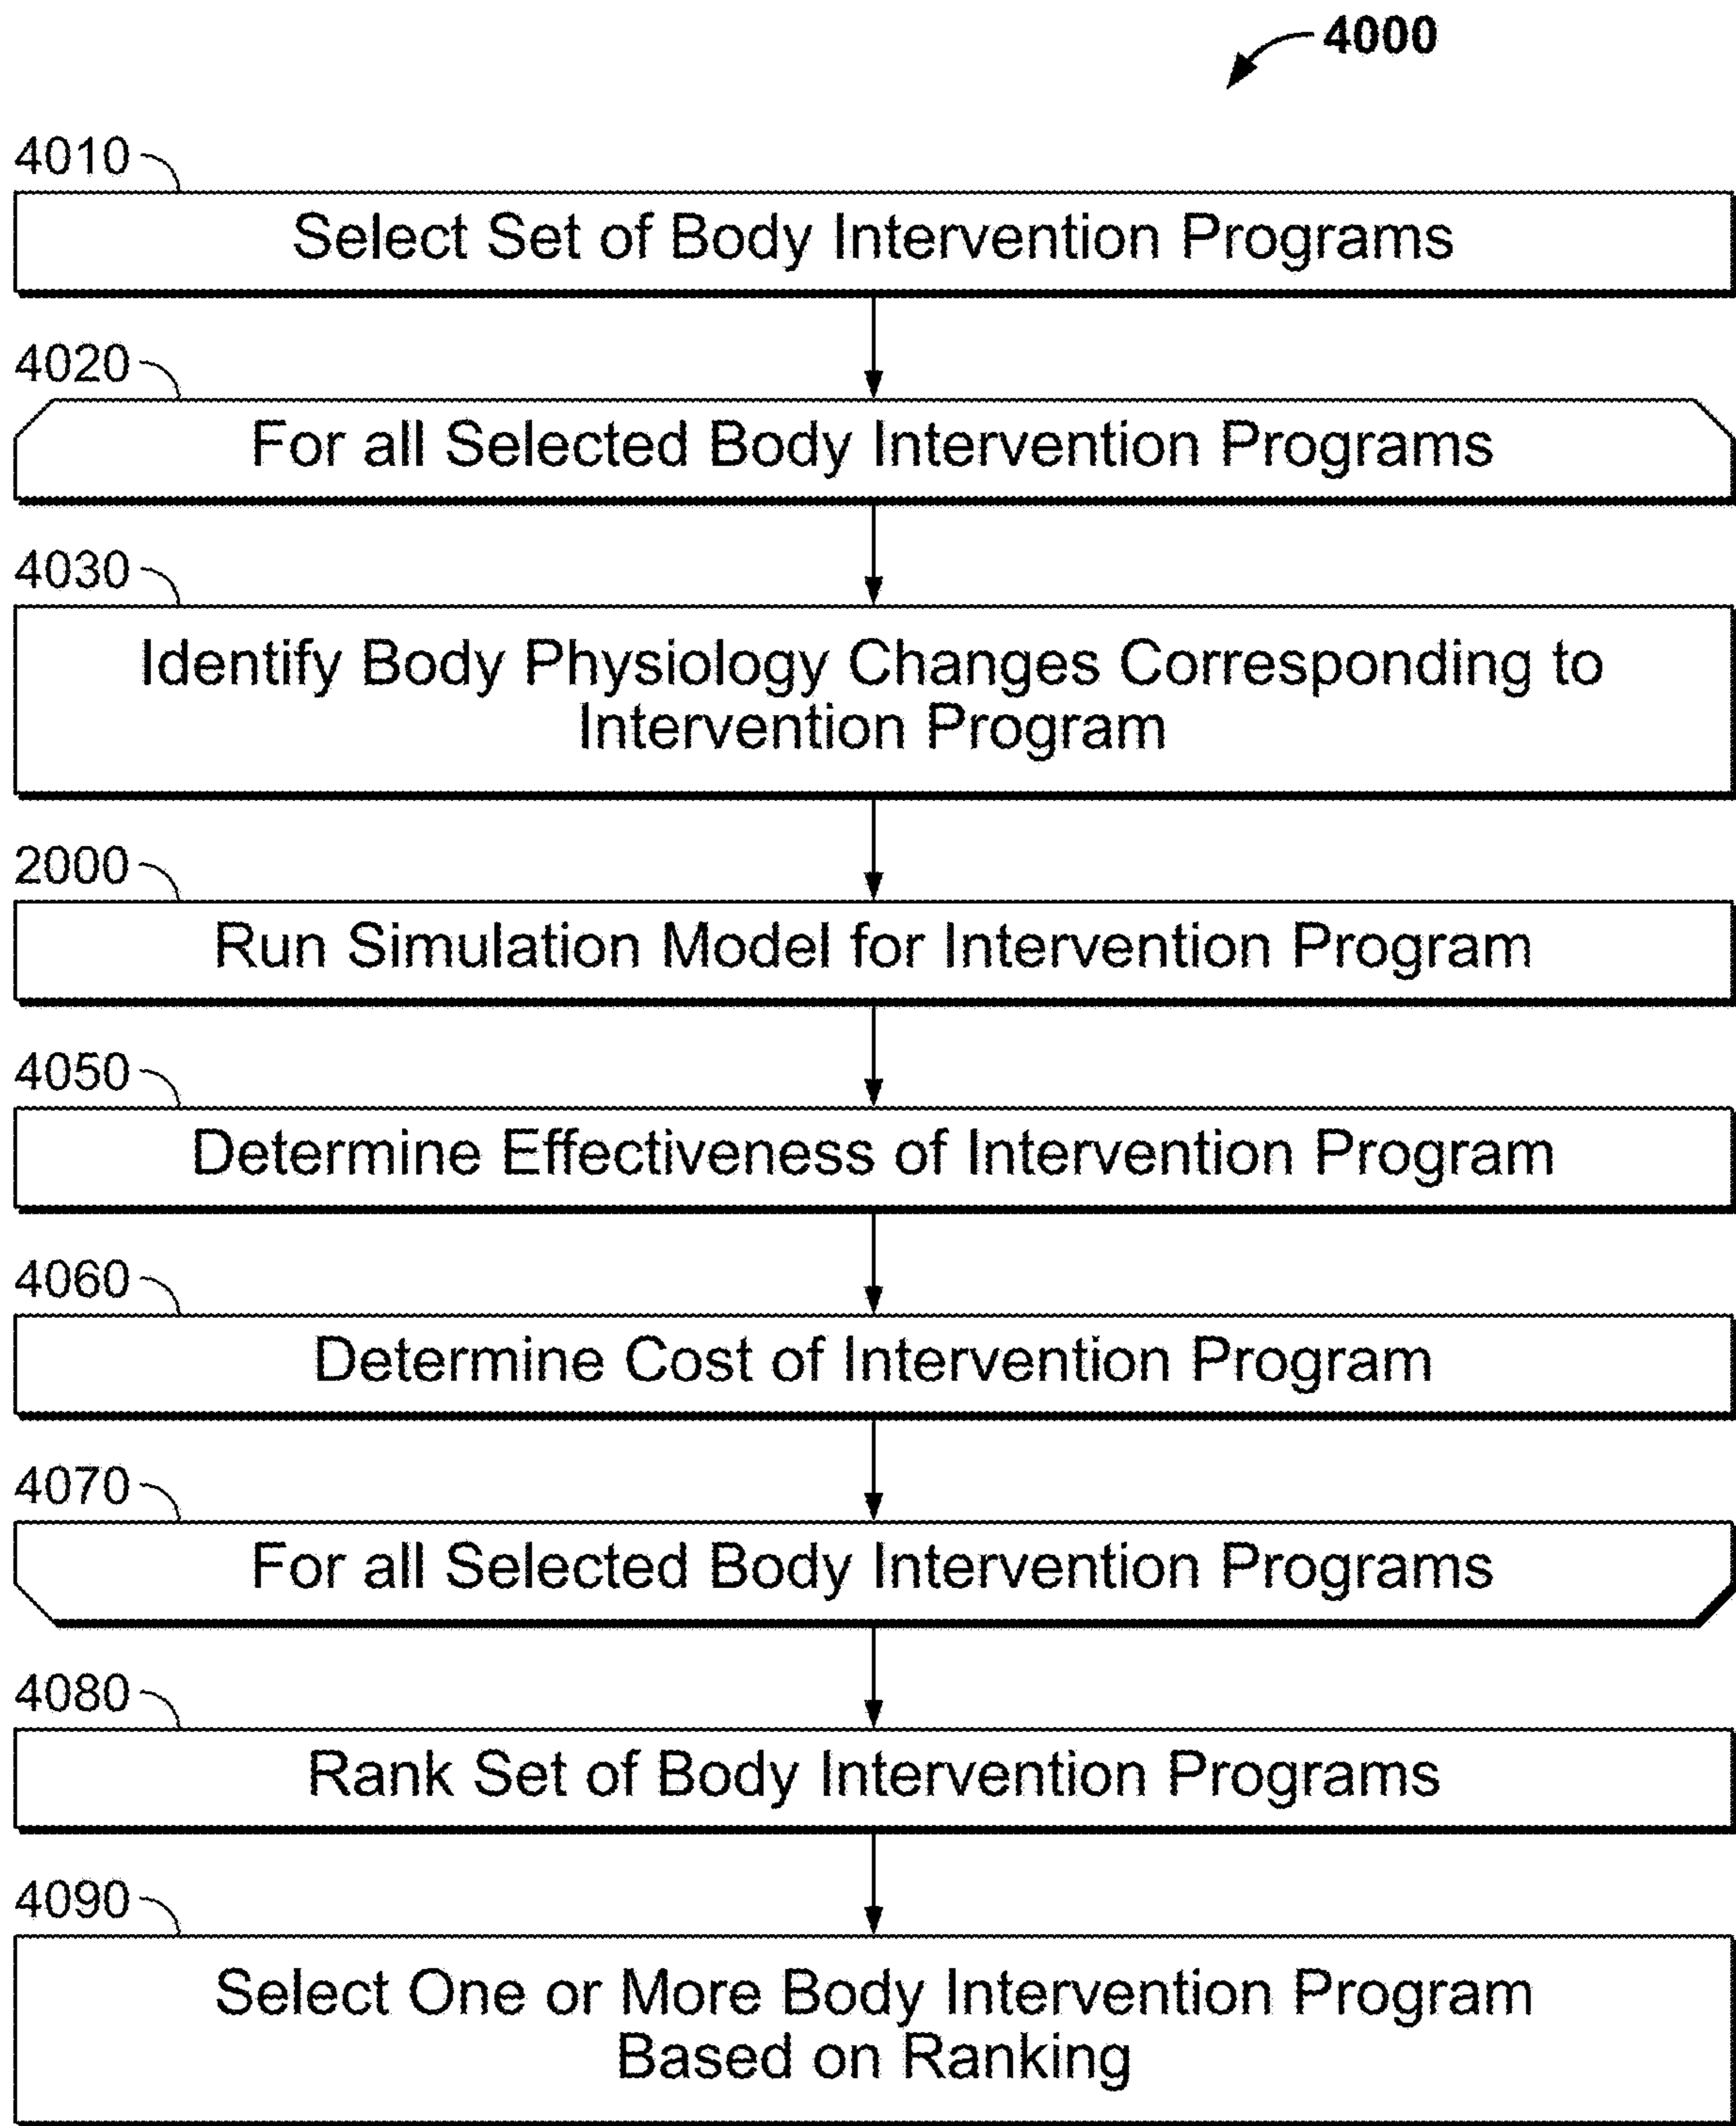 4000
4010
Select Set of Body Intervention Programs
4020
For all Selected Body Intervention Programs
4030
Identify Body Physiology Changes Corresponding to
Intervention Program
2000
Run Simulation Model for Intervention Program
4050
Determine Effectiveness of Intervention Program
4060
Determine Cost of Intervention Program
4070
For all Selected Body Intervention Programs
4080
Rank Set of Body Intervention Programs
4090
Select One or More Body Intervention Program
Based on Ranking